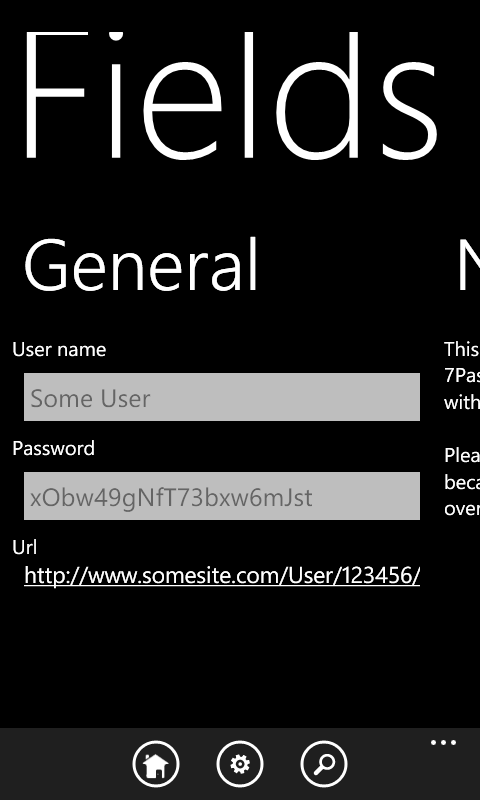 Fields
General
N
User name
This
Some User
7Pas
with
Password
Plea
xObw49gNfT73bxw6mJst
beca
over
Url
http://www.somesite.com/User/123456/